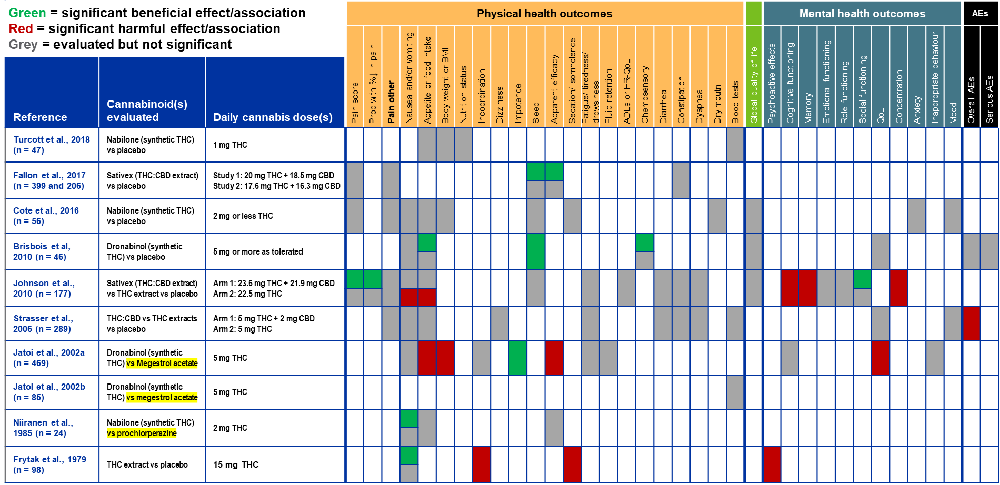 Green = significant beneficial effect/association
Red = significant harmful effect/association
Grey = evaluated but not significant
Physical health outcomes
Mental health outcomes
AEs
Reference
Cannabinoid(s)
evaluated
Daily cannabis dose(s)
Pain score
Prop with %↓ in pain
Pain other
Nausea and/or vomiting
Appetite or food intake
Body weight or BMI
Nutrition status
Incoordination
Dizziness
Impotence
Sleep
Apparent efficacy
Sedation/ somnolence
Fatigue/ tiredness/
drowsiness
Fluid retention
ADLs or HR-QoL
Chemosensory
Diarrhea
Constipation
Dyspnea
Dry mouth
Blood tests
Global quality of life
Psychoactive effects
Cognitive functioning
Memory
Emotional functioning
Role functioning
Social functioning
QoL
Concentration
Anxiety
Inappropriate behaviour
Mood
Overall AEs
Serious AEs
Turcott et al., 2018
(n = 47)
Nabilone (synthetic THC)
vs placebo
1 mg THC
Fallon et al., 2017
(n = 399 and 206)
Sativex (THC:CBD extract)
vs placebo
Study 1: 20 mg THC + 18.5 mg CBD
Study 2: 17.6 mg THC + 16.3 mg CBD
Cote et al., 2016
(n = 56)
Nabilone (synthetic THC)
vs placebo
2 mg or less THC
Brisbois et al,
2010 (n = 46)
Dronabinol (synthetic
THC) vs placebo
5 mg or more as tolerated
Johnson et al.,
2010 (n = 177)
Sativex (THC:CBD extract)
vs THC extract vs placebo
Arm 1: 23.6 mg THC + 21.9 mg CBD
Arm 2: 22.5 mg THC
Strasser et al.,
2006 (n = 289)
THC:CBD vs THC extracts
vs placebo
Arm 1: 5 mg THC + 2 mg CBD
Arm 2: 5 mg THC
Jatoi et al., 2002a
(n = 469)
Dronabinol (synthetic
THC) vs Megestrol acetate
5 mg THC
Jatoi et al., 2002b
(n = 85)
Dronabinol (synthetic
THC) vs megestrol acetate
5 mg THC
Niiranen et al.,
1985 (n = 24)
Nabilone (synthetic THC)
vs prochlorperazine
2 mg THC
Frytak et al., 1979
(n = 98)
THC extract vs placebo
15 mg THC